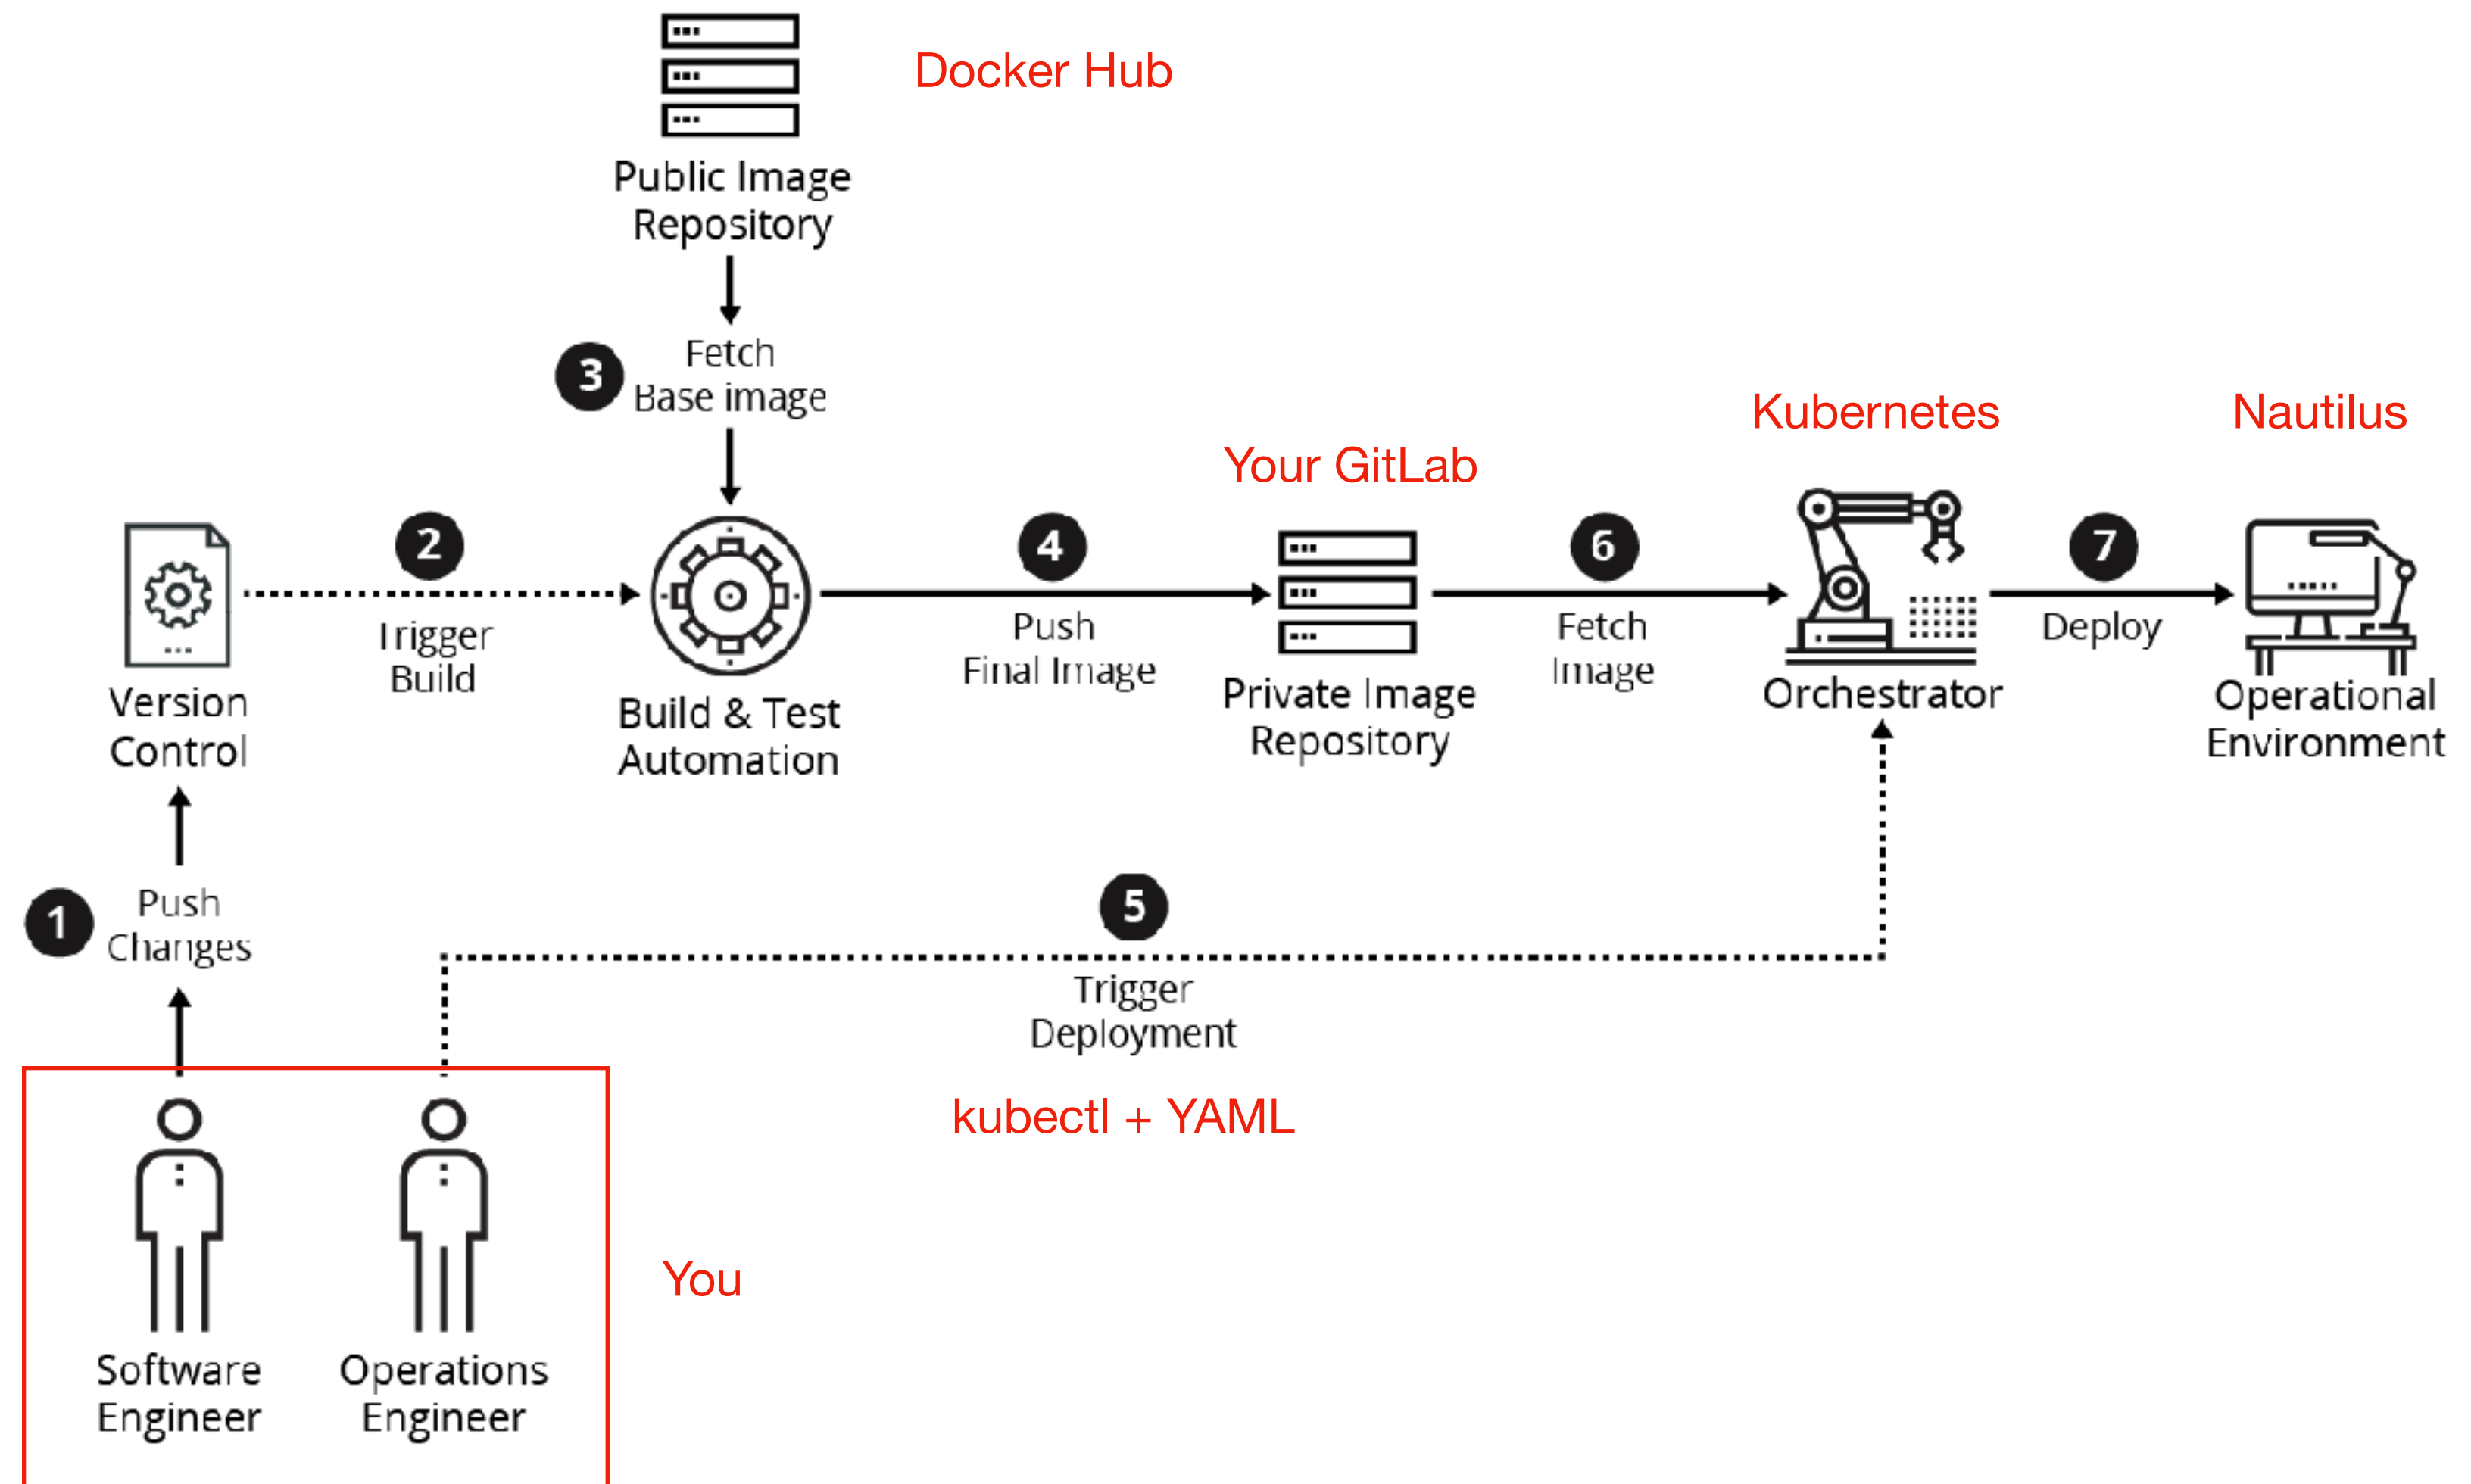 Docker Hub
Public Image
Repository
3
Fetch
Base image
Kubernetes
Nautilus
Your GitLab
2
Trigger
Build
4
Push
Final Image
6
Fetch
Image
7
Deploy
Version
Control
Build & Test
Automation
Private Image
Repository
Orchestrator
Operational
Environment
1
Push
Changes
5
Trigger
Deployment
kubectl + YAML
You
Software
Engineer
Operations
Engineer